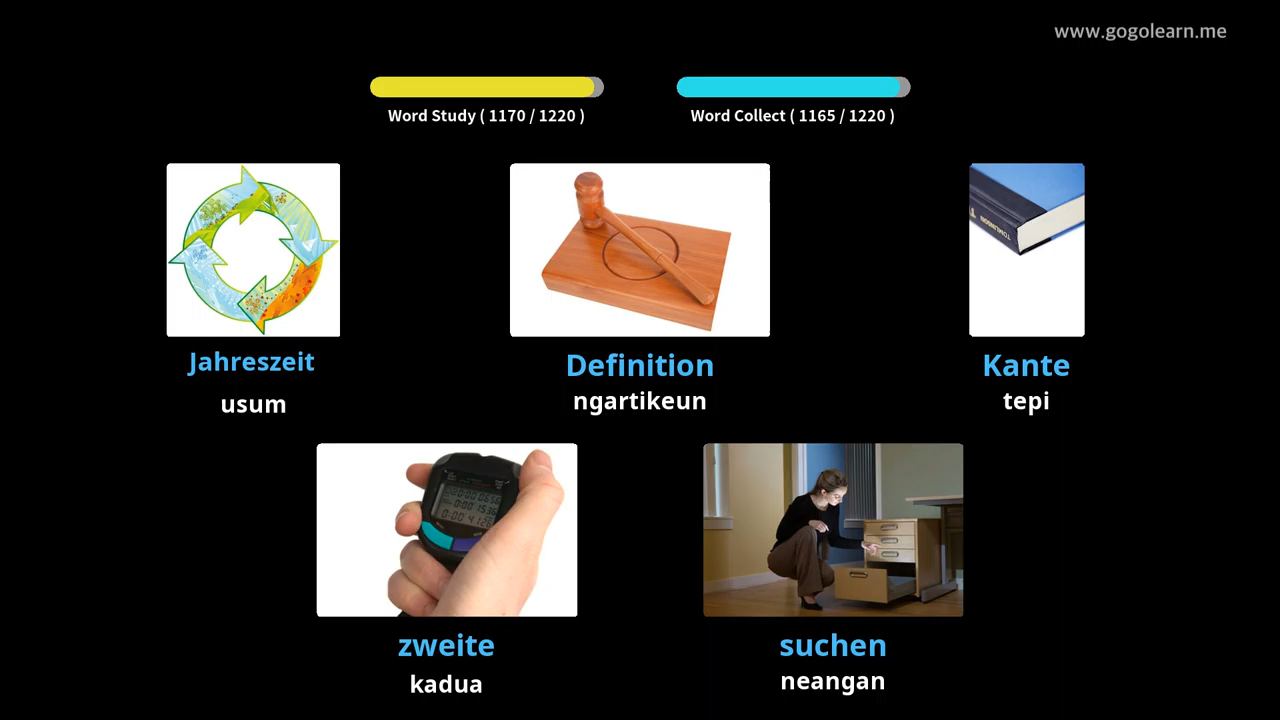 www.gogolearn.me
Word Study ( 1170 / 1220 )
Word Collect ( 1165 / 1220 )
TOMLINSON
Jahreszeit
Definition
Kante
usum
ngartikeun
tepi
zweite
suchen
kadua
neangan